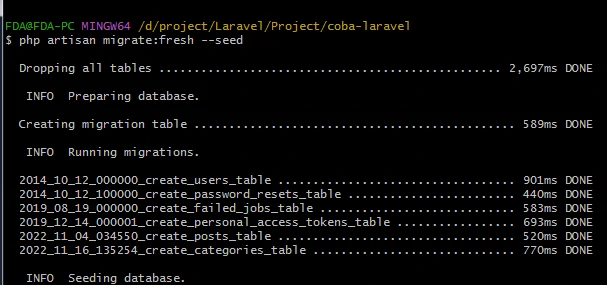 FDA@FDA-PC MINGW64 /d/project/Laravel/Project/coba-laravel
$ php artisan migrate:fresh --seed
Dropping all tables ................................................. 2,697ms DONE
INFO  Preparing database.
Creating migration table .............................................. 589ms DONE
INFO  Running migrations.
2014_10_12_000000_create_users_table .................................. 901ms DONE
2014_10_12_100000_create_password_resets_table ........................ 440ms DONE
2019_08_19_000000_create_failed_jobs_table ............................ 583ms DONE
2019_12_14_000001_create_personal_access_tokens_table ................. 693ms DONE
2022_11_04_034550_create_posts_table .................................. 520ms DONE
2022_11_16_135254_create_categories_table ............................. 770ms DONE
INFO  Seeding database.